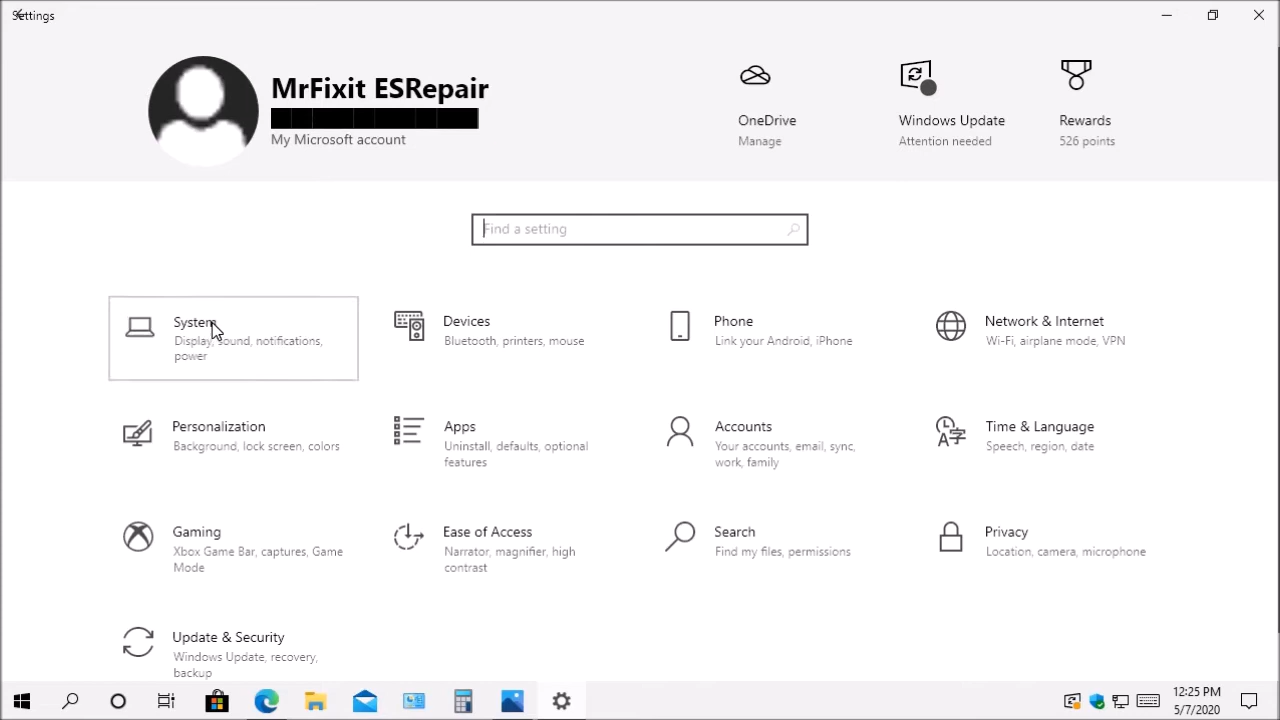 Settings
MrFixit ESRepair
My Microsoft account
OneDrive
Manage
Windows Update
Attention needed
Rewards
526 points
Find a setting
System
Display, sound, notifications,
power
Devices
Bluetooth, printers, mouse
Phone
Link your Android, iPhone
Network & Internet
Wi-Fi, airplane mode, VPN
Personalization
Background, lock screen, colors
Apps
Uninstall, defaults, optional
features
Accounts
Your accounts, email, sync,
work, family
Time & Language
Speech, region, date
Gaming
Xbox Game Bar, captures, Game
Mode
Ease of Access
Narrator, magnifier, high
contrast
Search
Find my files, permissions
Privacy
Location, camera, microphone
Update & Security
Windows Update, recovery,
backup
12:25 PM
5/7/2020